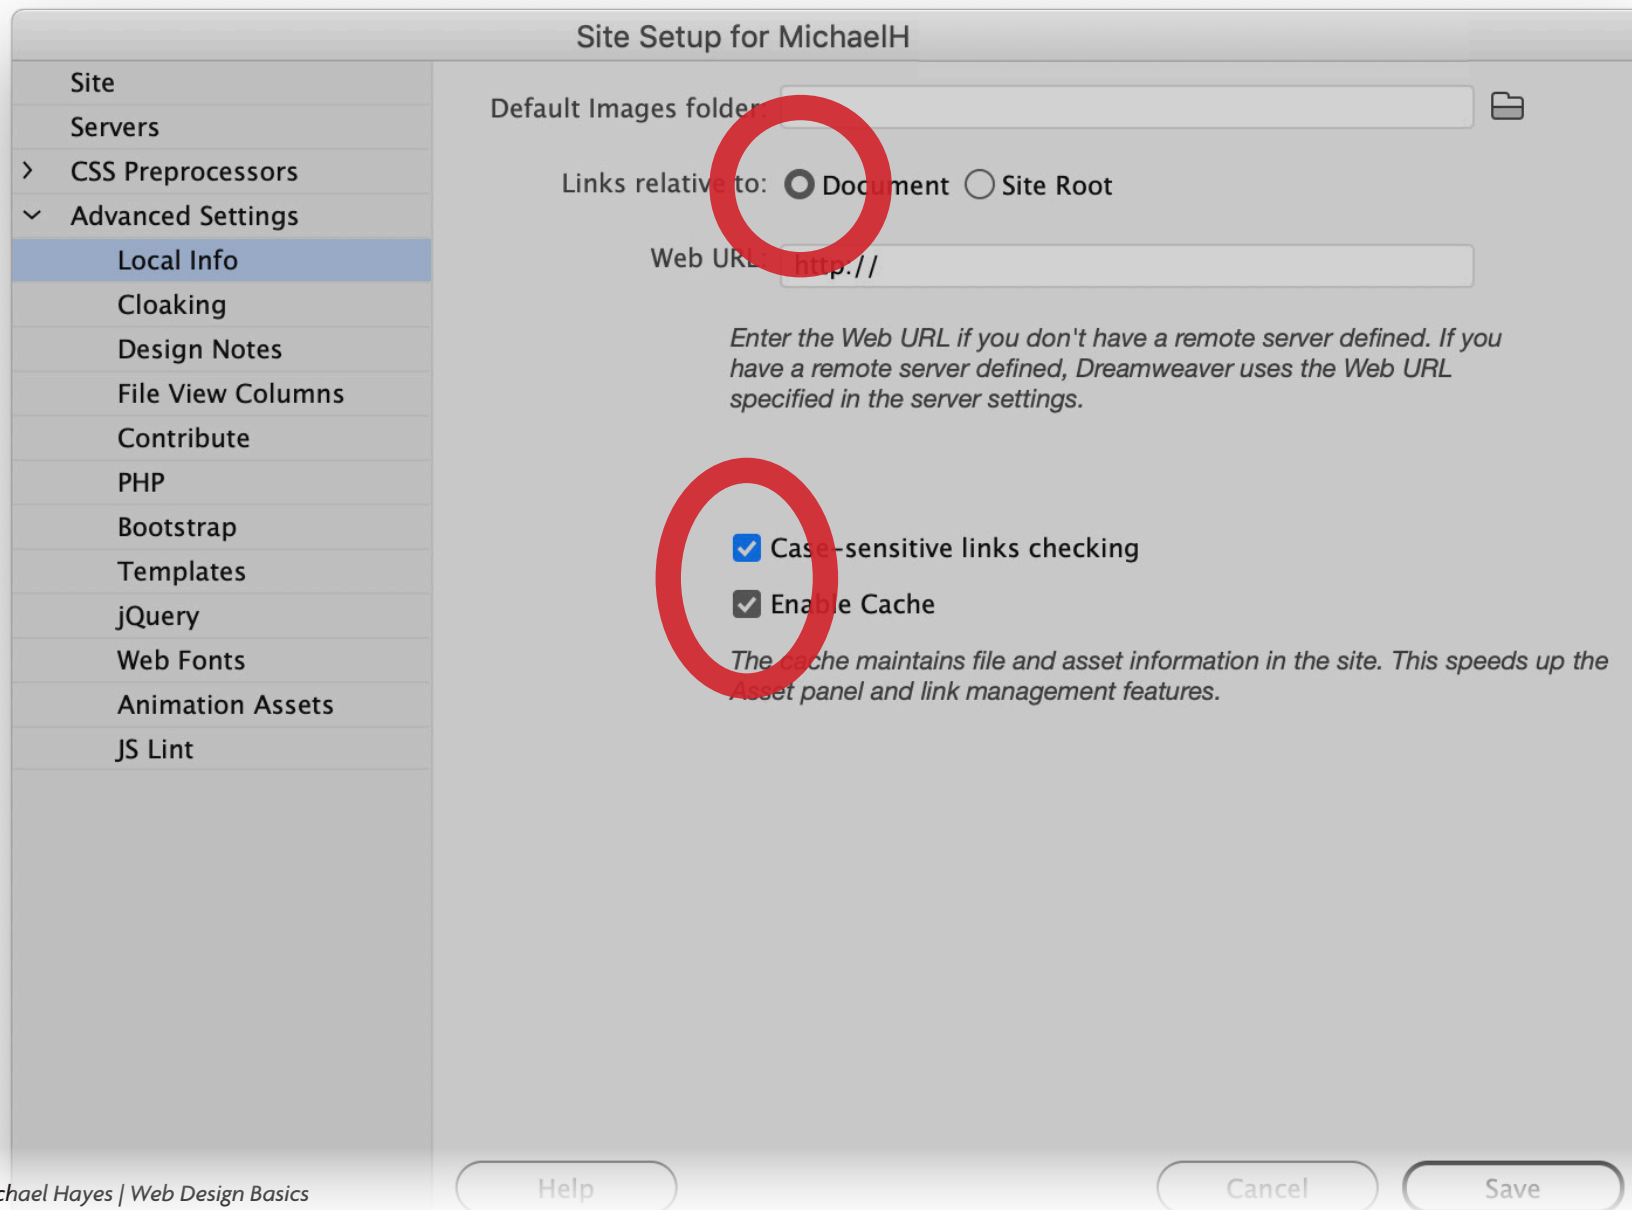 Site Setup for MichaelH
Site
Servers
CSS Preprocessors
Advanced Settings
Local Info
Cloaking
Design Notes
File View Columns
Contribute
PHP
Bootstrap
Templates
jQuery
Web Fonts
Animation Assets
JS Lint
Default Images folder:
Links relative to: Document Site Root
Web URL: http://
Enter the Web URL if you don't have a remote server defined. If you
have a remote server defined, Dreamweaver uses the Web URL
specified in the server settings.
Case-sensitive links checking
Enable Cache
The cache maintains file and asset information in the site. This speeds up the
Asset panel and link management features.
Help Cancel Save
chael Hayes | Web Design Basics